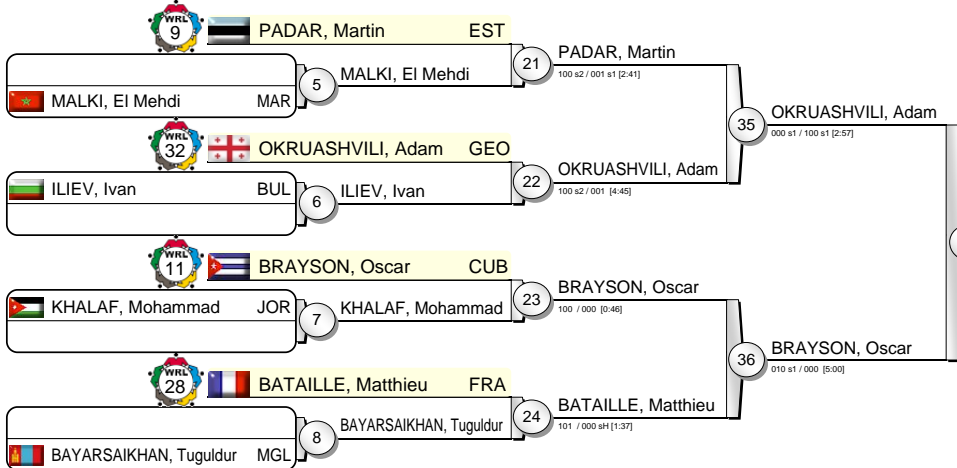 WRL
9
PADAR, Martin EST
MALKI, El Mehdi MAR
5
MALKI, El Mehdi
21
PADAR, Martin
100 s2 / 001 s1 [2:41]
WRL
32
OKRUASHVILI, Adam GEO
ILIEV, Ivan BUL
6
ILIEV, Ivan
22
OKRUASHVILI, Adam
100 s2 / 001 [4:45]
35
OKRUASHVILI, Adam
000 s1 / 100 s1 [2:57]
WRL
11
BRAYSON, Oscar CUB
KHALAF, Mohammad JOR
7
KHALAF, Mohammad
23
BRAYSON, Oscar
100 / 000 [0:46]
WRL
28
BATAILLE, Matthieu FRA
BAYARSAIKHAN, Tuguldur MGL
8
BAYARSAIKHAN, Tuguldur
24
BATAILLE, Matthieu
101 / 000 sH [1:37]
36
BRAYSON, Oscar
010 s1 / 000 [5:00]